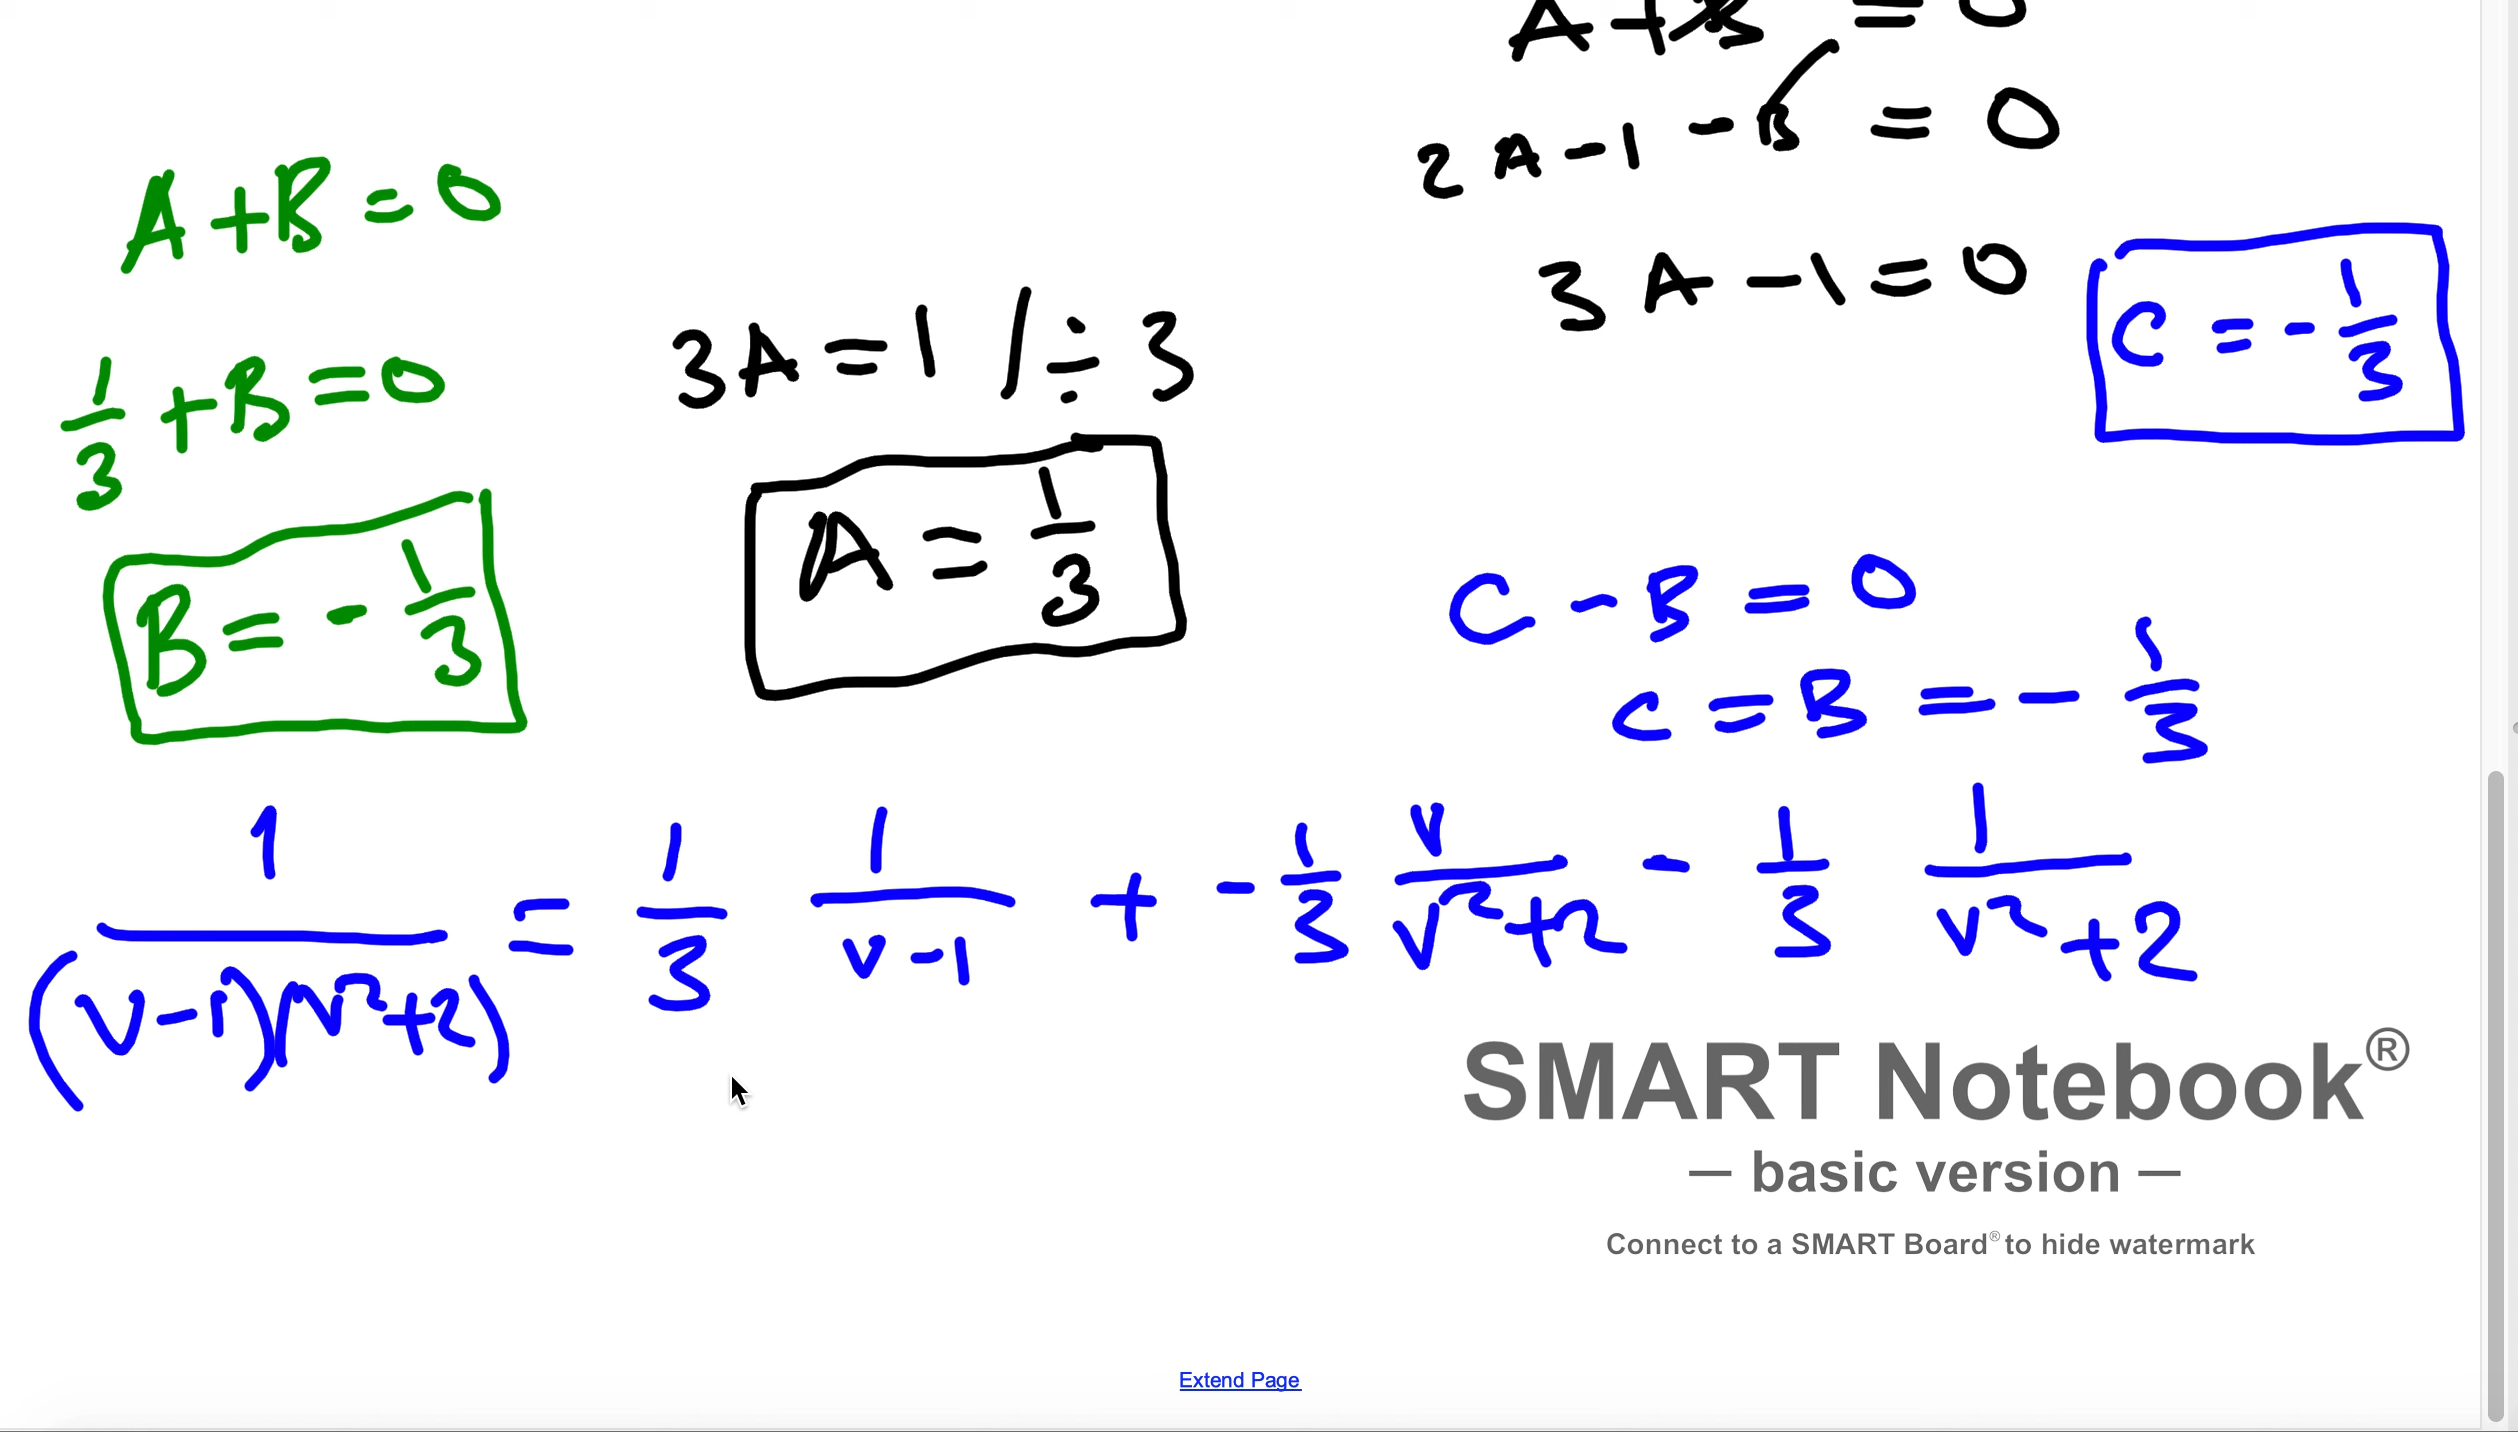 A + B = 0
2A - 1 - B = 0
3A - 1 = 0
A + B = 0
1/3 + B = 0
B = - 1/3
3A = 1 / ÷ 3
A = 1/3
C = - 1/3
C - B = 0
C = B = - 1/3
1/((v-1)(v²+2)) = 1/3 1/(v-1) + - 1/3 v/(v²+2) - 1/3 1/(v²+2)
SMART Notebook®
— basic version —
Connect to a SMART Board® to hide watermark
Extend Page